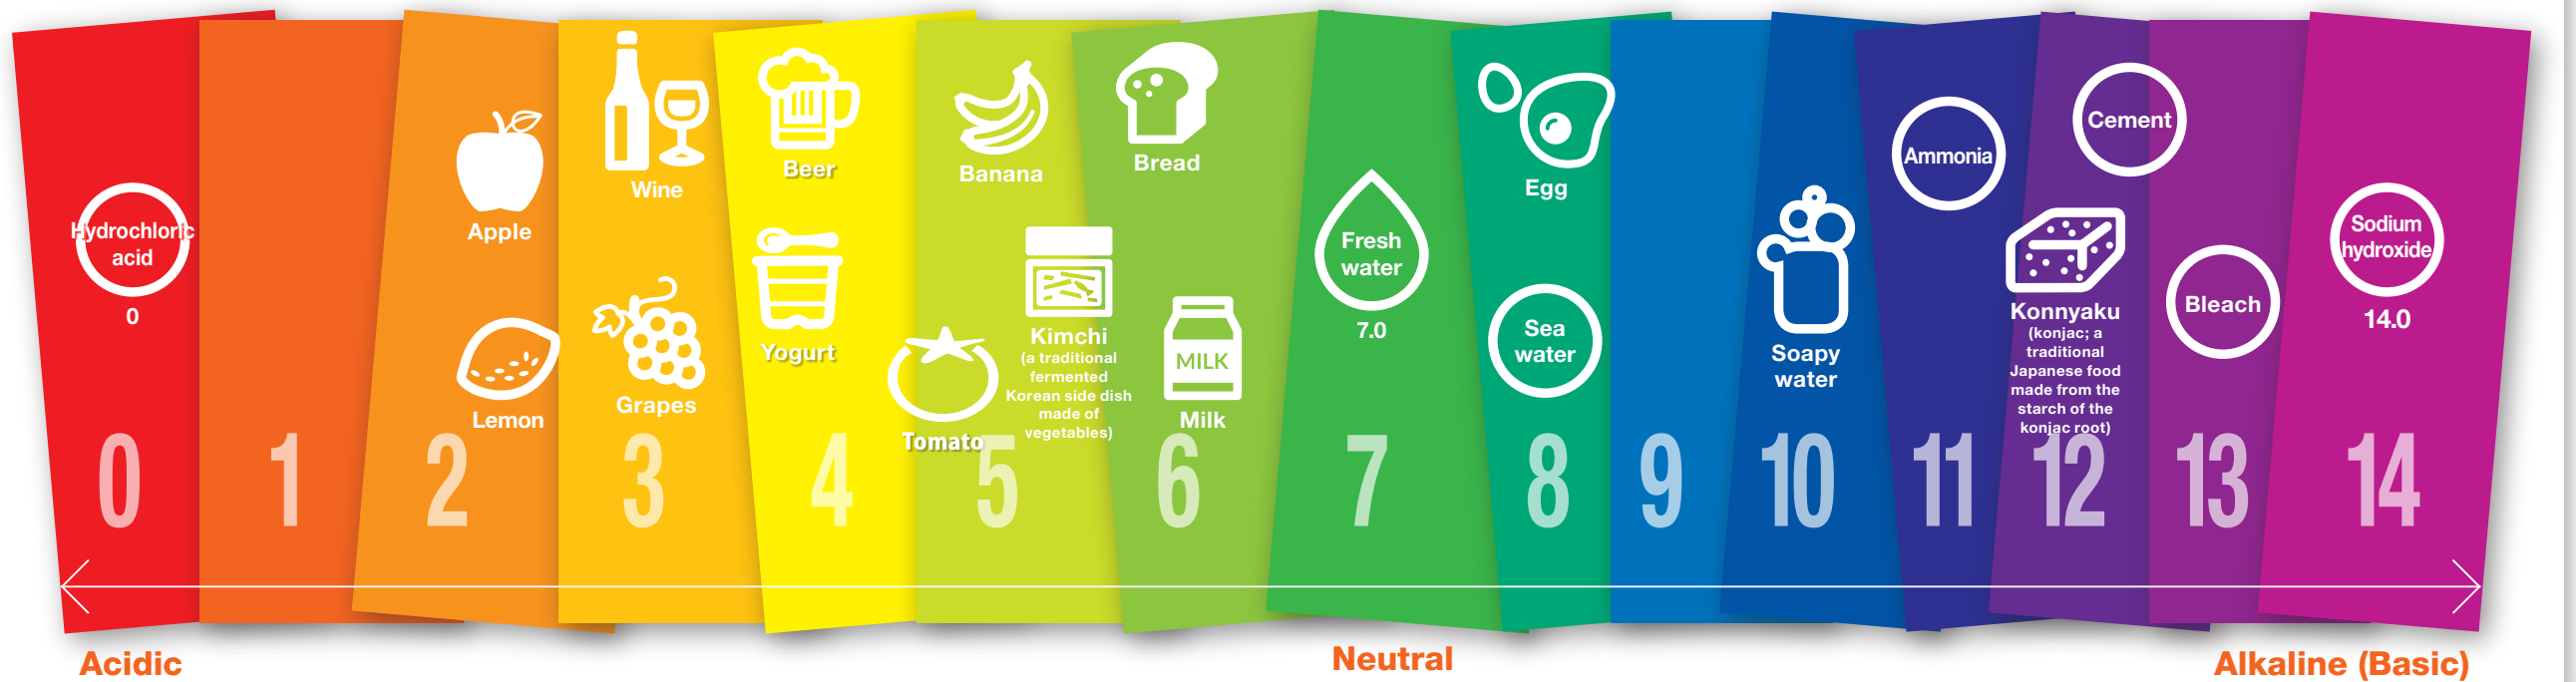 Hydrochloric
acid
0
Apple
Lemon
Wine
Grapes
Beer
Yogurt
Tomato
Banana
Kimchi
(a traditional
fermented
Korean side dish
made of
vegetables)
Bread
MILK
Milk
Fresh
water
7.0
Egg
Sea
water
Soapy
water
Ammonia
Cement
Konnyaku
(konjac; a
traditional
Japanese food
made from the
starch of the
konjac root)
Bleach
Sodium
hydroxide
14.0
0 1 2 3 4 5 6 7 8 9 10 11 12 13 14
Acidic
Neutral
Alkaline (Basic)